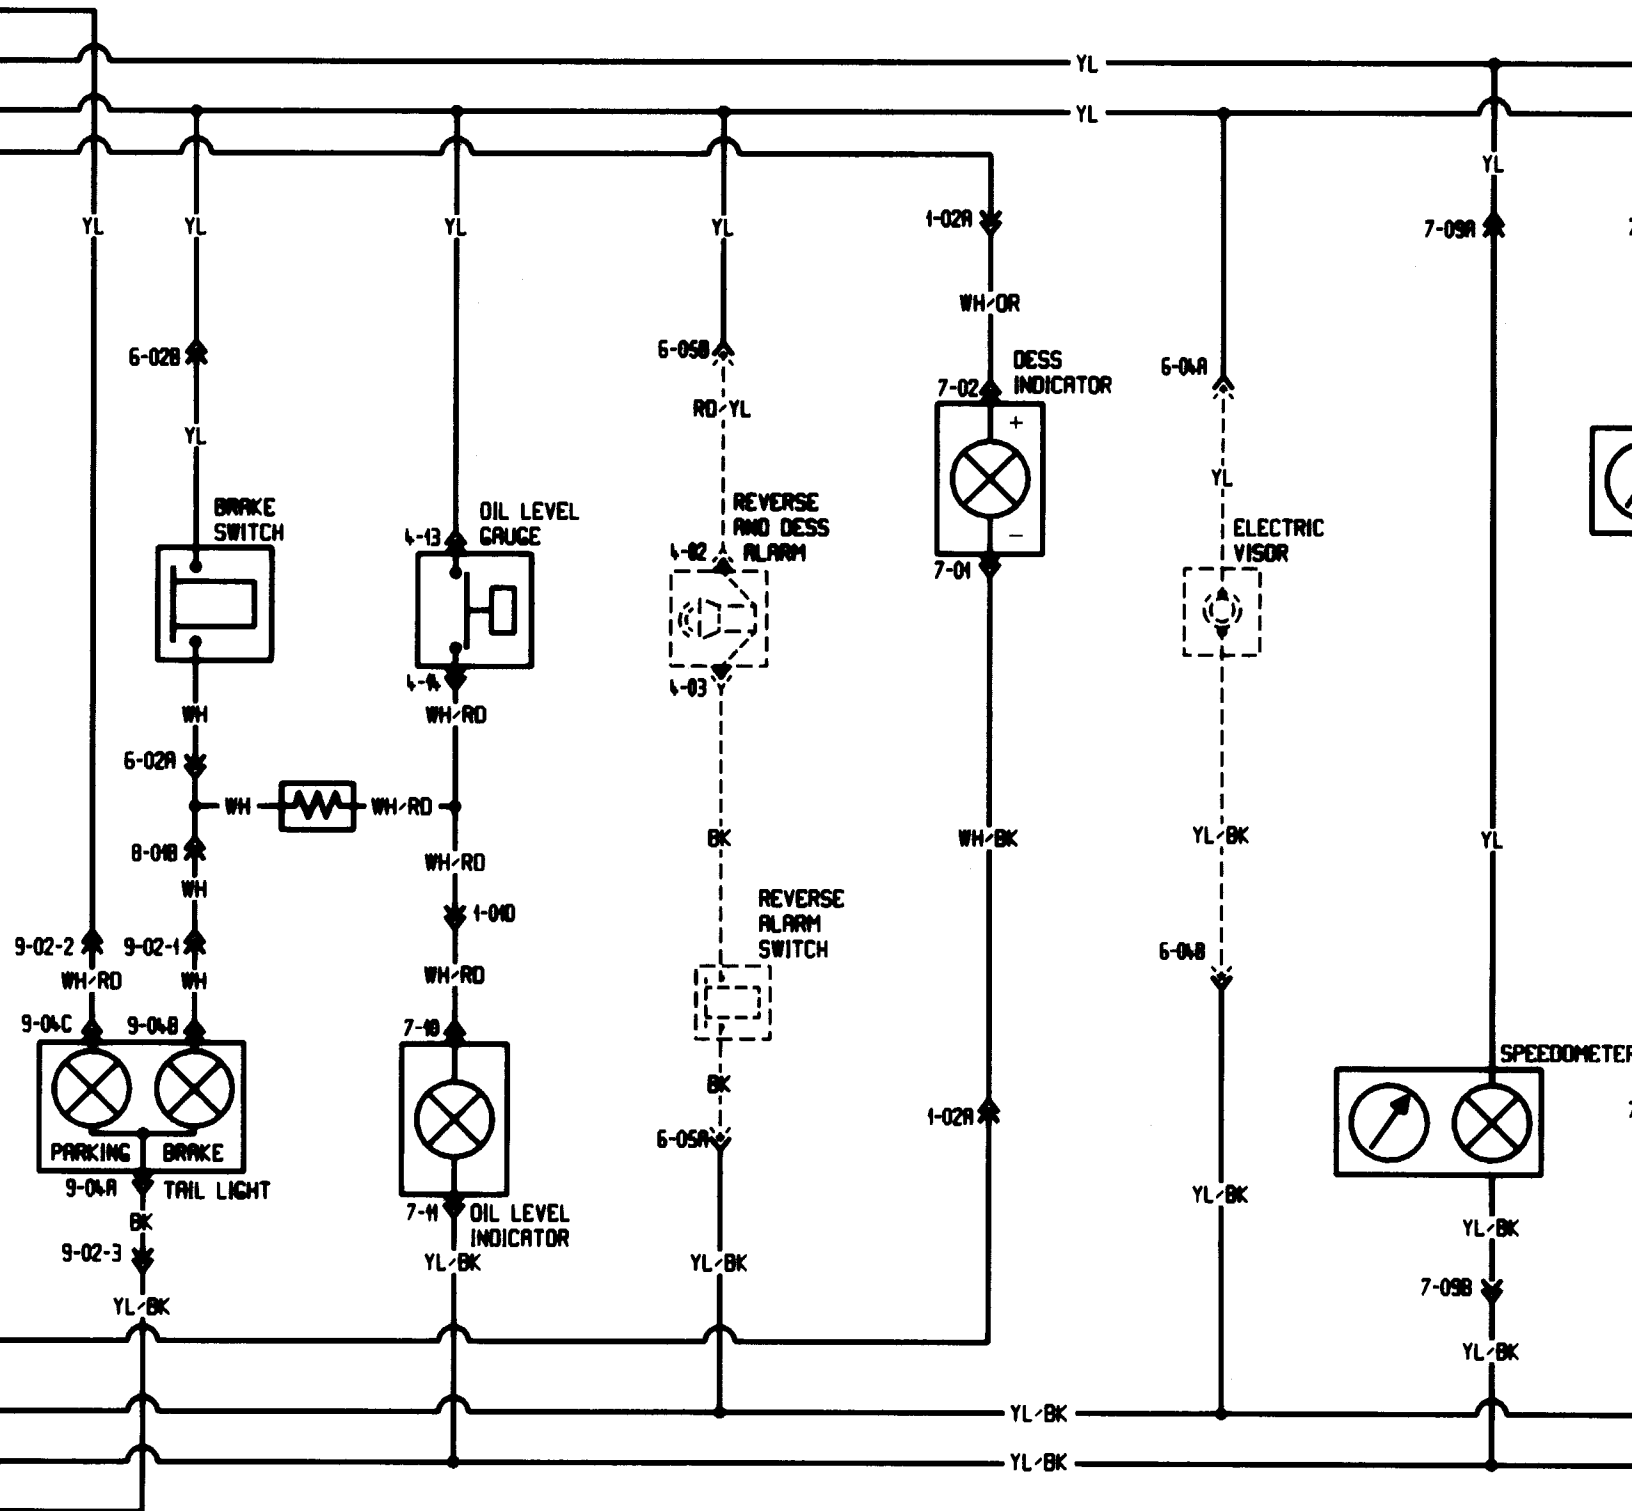 YL
YL
YL
YL
YL
YL
YL
1-02A
7-09A
WH/OR
6-02B
6-05B
DESS
INDICATOR
6-04A
7-02
RD/YL
+
YL
YL
BRAKE
SWITCH
OIL LEVEL
GAUGE
REVERSE
AND DESS
ALARM
ELECTRIC
VISOR
4-13
4-02
−
7-01
4-14
4-03
WH
WH/RD
6-02A
WH
WH/RD
BK
WH/BK
YL/BK
YL
8-01B
WH/RD
WH
REVERSE
ALARM
SWITCH
1-01D
9-02-2
9-02-1
6-04B
WH/RD
WH
WH/RD
9-04C
9-04B
7-10
BK
SPEEDOMETER
1-02A
6-05A
PARKING
BRAKE
9-04A
TAIL LIGHT
YL/BK
7-11
OIL LEVEL
INDICATOR
BK
YL/BK
9-02-3
YL/BK
YL/BK
7-09B
YL/BK
YL/BK
YL/BK
YL/BK